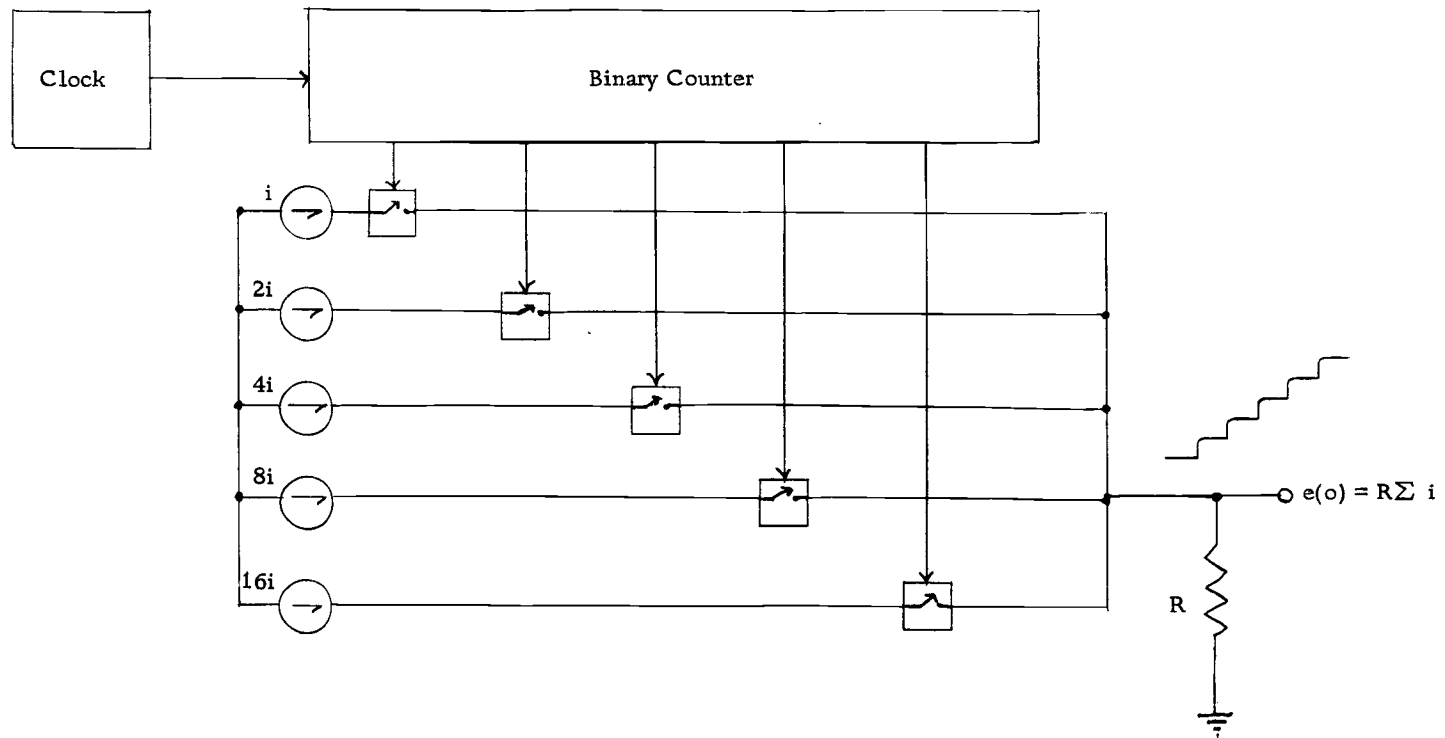 Clock
Binary Counter
i
2i
4i
8i
16i
e(o) = RΣ i
R